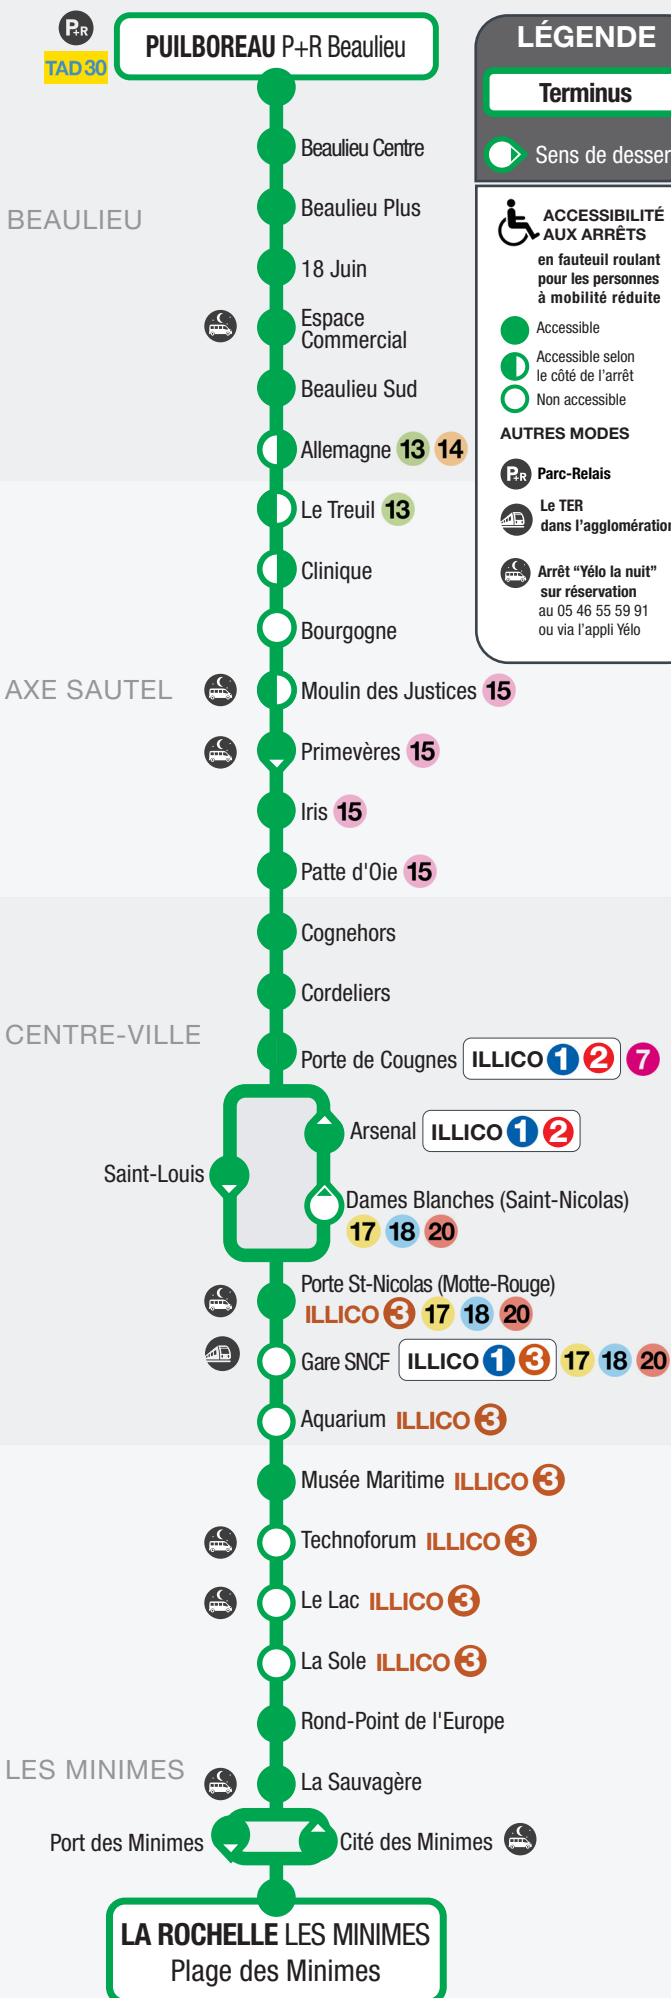 P+R
TAD 30
PUILBOREAU P+R Beaulieu
LÉGENDE
Terminus
Sens de desser
ACCESSIBILITÉ
AUX ARRÊTS
en fauteuil roulant
pour les personnes
à mobilité réduite
Accessible
Accessible selon
le côté de l'arrêt
Non accessible
AUTRES MODES
P+R Parc-Relais
Le TER
dans l'agglomération
Arrêt “Yélo la nuit”
sur réservation
au 05 46 55 59 91
ou via l'appli Yélo
BEAULIEU
Beaulieu Centre
Beaulieu Plus
18 Juin
Espace
Commercial
Beaulieu Sud
Allemagne 13 14
AXE SAUTEL
Le Treuil 13
Clinique
Bourgogne
Moulin des Justices 15
Primevères 15
Iris 15
Patte d'Oie 15
CENTRE-VILLE
Cognehors
Cordeliers
Porte de Cougnes ILLICO 1 2 7
Arsenal ILLICO 1 2
Saint-Louis
Dames Blanches (Saint-Nicolas)
17 18 20
Porte St-Nicolas (Motte-Rouge)
ILLICO 3 17 18 20
Gare SNCF ILLICO 1 3 17 18 20
Aquarium ILLICO 3
LES MINIMES
Musée Maritime ILLICO 3
Technoforum ILLICO 3
Le Lac ILLICO 3
La Sole ILLICO 3
Rond-Point de l'Europe
La Sauvagère
Port des Minimes
Cité des Minimes
LA ROCHELLE LES MINIMES
Plage des Minimes